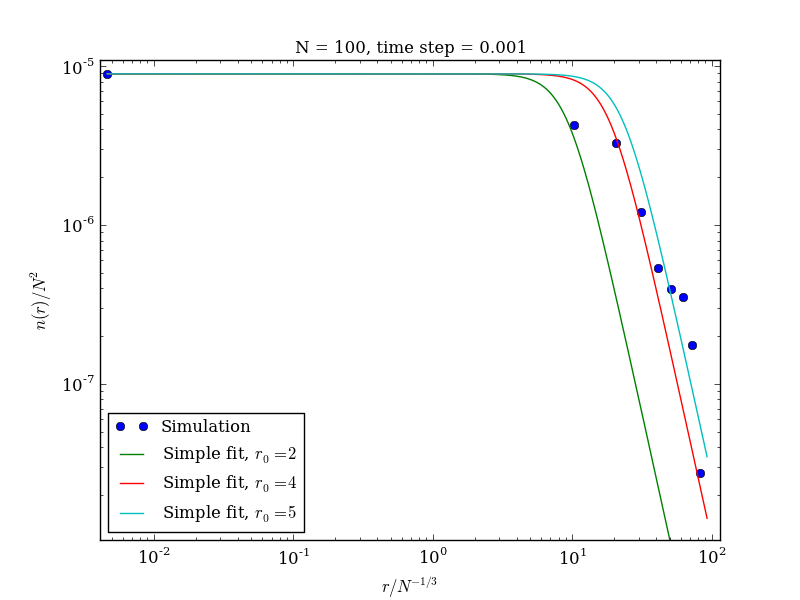 N = 100, time step = 0.001
10^-5
10^-6
10^-7
n(r)/N^2
Simulation
Simple fit, r_0 = 2
Simple fit, r_0 = 4
Simple fit, r_0 = 5
10^-2 10^-1 10^0 10^1 10^2
r/N^{-1/3}